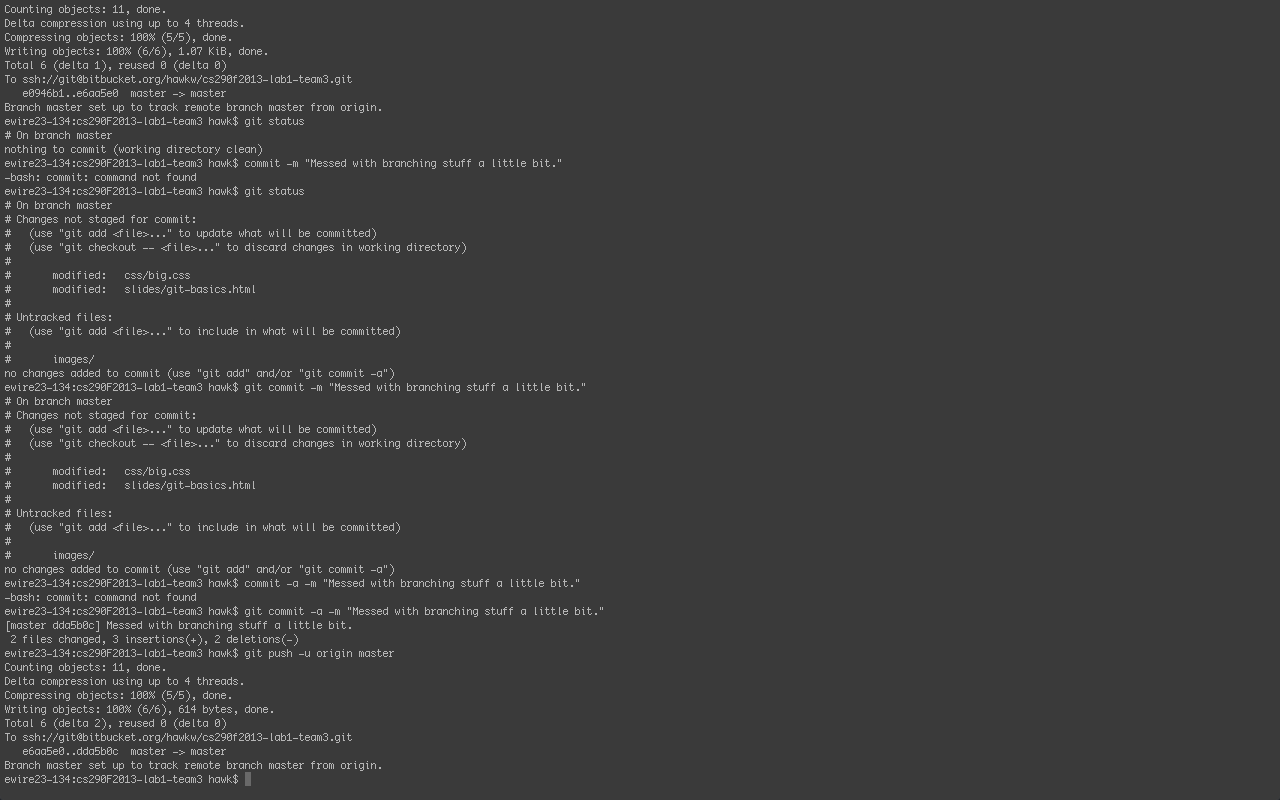 Counting objects: 11, done.
Delta compression using up to 4 threads.
Compressing objects: 100% (5/5), done.
Writing objects: 100% (6/6), 1.07 KiB, done.
Total 6 (delta 1), reused 0 (delta 0)
To ssh://git@bitbucket.org/hawkw/cs290f2013-lab1-team3.git
   e0946b1..e6aa5e0  master -> master
Branch master set up to track remote branch master from origin.
ewire23-134:cs290F2013-lab1-team3 hawk$ git status
# On branch master
nothing to commit (working directory clean)
ewire23-134:cs290F2013-lab1-team3 hawk$ commit -m "Messed with branching stuff a little bit."
-bash: commit: command not found
ewire23-134:cs290F2013-lab1-team3 hawk$ git status
# On branch master
# Changes not staged for commit:
#   (use "git add <file>..." to update what will be committed)
#   (use "git checkout -- <file>..." to discard changes in working directory)
#
#       modified:   css/big.css
#       modified:   slides/git-basics.html
#
# Untracked files:
#   (use "git add <file>..." to include in what will be committed)
#
#       images/
no changes added to commit (use "git add" and/or "git commit -a")
ewire23-134:cs290F2013-lab1-team3 hawk$ git commit -m "Messed with branching stuff a little bit."
# On branch master
# Changes not staged for commit:
#   (use "git add <file>..." to update what will be committed)
#   (use "git checkout -- <file>..." to discard changes in working directory)
#
#       modified:   css/big.css
#       modified:   slides/git-basics.html
#
# Untracked files:
#   (use "git add <file>..." to include in what will be committed)
#
#       images/
no changes added to commit (use "git add" and/or "git commit -a")
ewire23-134:cs290F2013-lab1-team3 hawk$ commit -a -m "Messed with branching stuff a little bit."
-bash: commit: command not found
ewire23-134:cs290F2013-lab1-team3 hawk$ git commit -a -m "Messed with branching stuff a little bit."
[master dda5b0c] Messed with branching stuff a little bit.
 2 files changed, 3 insertions(+), 2 deletions(-)
ewire23-134:cs290F2013-lab1-team3 hawk$ git push -u origin master
Counting objects: 11, done.
Delta compression using up to 4 threads.
Compressing objects: 100% (5/5), done.
Writing objects: 100% (6/6), 614 bytes, done.
Total 6 (delta 2), reused 0 (delta 0)
To ssh://git@bitbucket.org/hawkw/cs290f2013-lab1-team3.git
   e6aa5e0..dda5b0c  master -> master
Branch master set up to track remote branch master from origin.
ewire23-134:cs290F2013-lab1-team3 hawk$